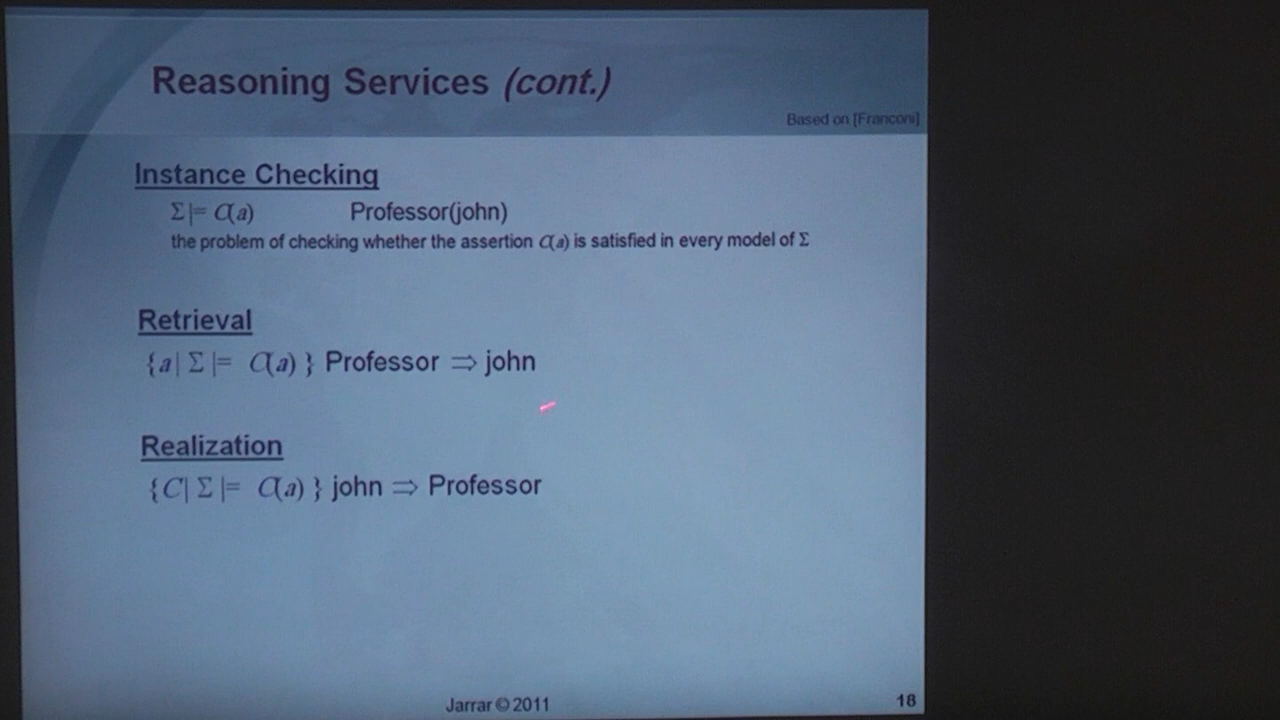 Reasoning Services (cont.)
Based on [Franconi]
Instance Checking
Σ |= C(a) Professor(john)
the problem of checking whether the assertion C(a) is satisfied in every model of Σ
Retrieval
{a | Σ |= C(a) } Professor ⇒ john
Realization
{C | Σ |= C(a) } john ⇒ Professor
Jarrar © 2011
18